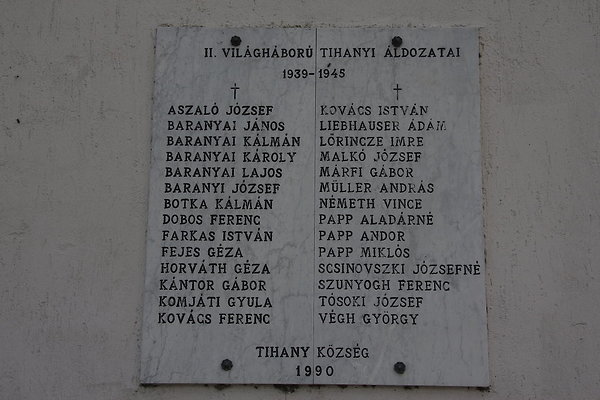 II. VILÁGHÁBORÚ TIHANYI ÁLDOZATAI
1939-1945
ASZALÓ JÓZSEF
BARANYAI JÁNOS
BARANYAI KÁLMÁN
BARANYAI KÁROLY
BARANYAI LAJOS
BARANYI JÓZSEF
BOTKA KÁLMÁN
DOBOS FERENC
FARKAS ISTVÁN
FEJES GÉZA
HORVÁTH GÉZA
KÁNTOR GÁBOR
KOMJÁTI GYULA
KOVÁCS FERENC
KOVÁCS ISTVÁN
LIEBHAUSER ÁDÁM
LŐRINCZE IMRE
MALKÓ JÓZSEF
MÁRFI GÁBOR
MÜLLER ANDRÁS
NÉMETH VINCE
PAPP ALADÁRNÉ
PAPP ANDOR
PAPP MIKLÓS
SCSINOVSZKI JÓZSEFNÉ
SZUNYOGH FERENC
TÓSOKI JÓZSEF
VÉGH GYÖRGY
TIHANY KÖZSÉG
1990